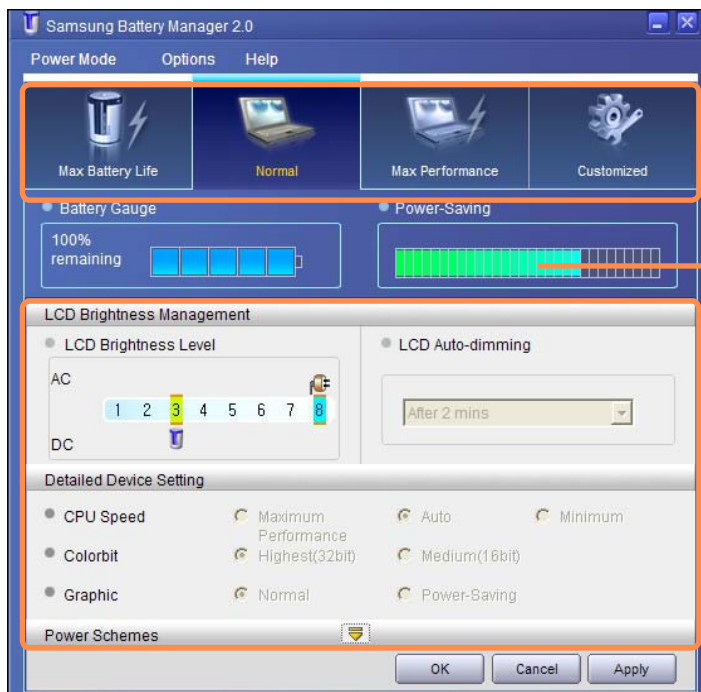 Samsung Battery Manager 2.0
Power Mode Options Help
Max Battery Life Normal Max Performance Customized
Battery Gauge Power-Saving
100%
remaining
LCD Brightness Management
LCD Brightness Level LCD Auto-dimming
AC
1 2 3 4 5 6 7 8 After 2 mins
DC
Detailed Device Setting
CPU Speed Maximum Performance Auto Minimum
Colorbit Highest(32bit) Medium(16bit)
Graphic Normal Power-Saving
Power Schemes
OK Cancel Apply